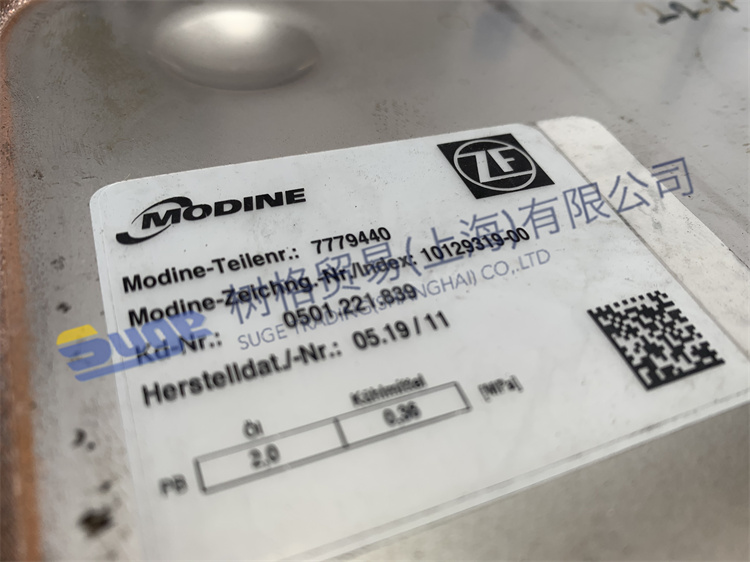 MODINE
ZF
Modine-Teilenr.: 7779440
Modine-Zeichng.-Nr./Index: 10129319-00
Kd-Nr.: 0501 221 839
Herstelldat./-Nr.: 05.19 / 11
Öl Kühlmittel
PB 2,0 0,36 [MPa]
SUGE
树格贸易(上海)有限公司
SUGE TRADING(SHANGHAI) CO,.LTD